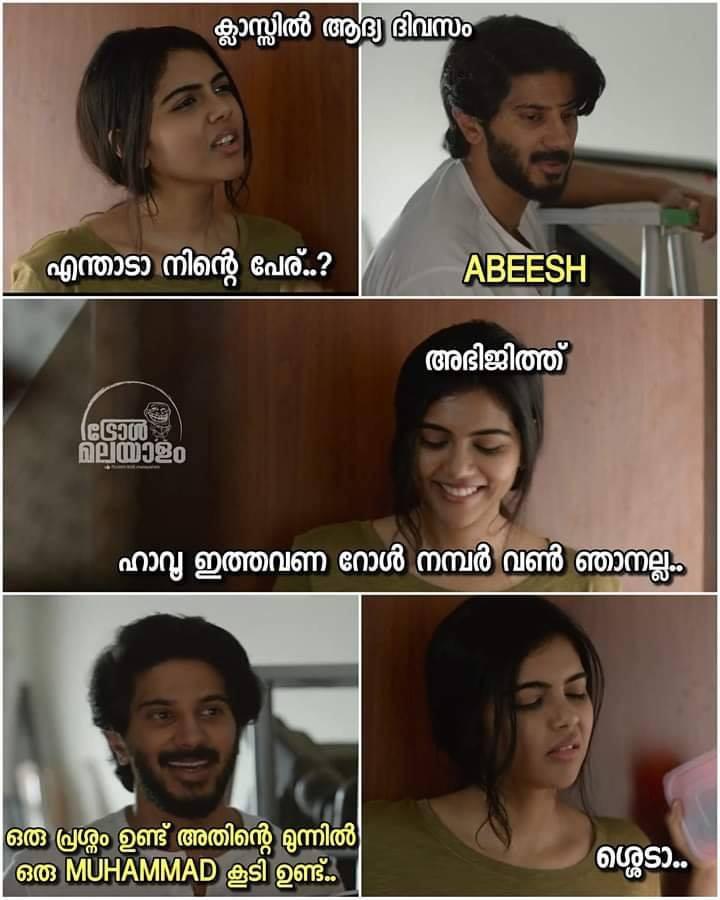 ക്ലാസ്സിൽ ആദ്യ ദിവസം
എന്താടാ നിന്റെ പേര്..?
ABEESH
അഭിജിത്ത്
ട്രോൾ
മലയാളം
ഹാവൂ ഇത്തവണ റോൾ നമ്പർ വൺ ഞാനല്ല..
ഒരു പ്രശ്നം ഉണ്ട് അതിന്റെ മുന്നിൽ
ഒരു MUHAMMAD കൂടി ഉണ്ട്..
ശ്ശെടാ..